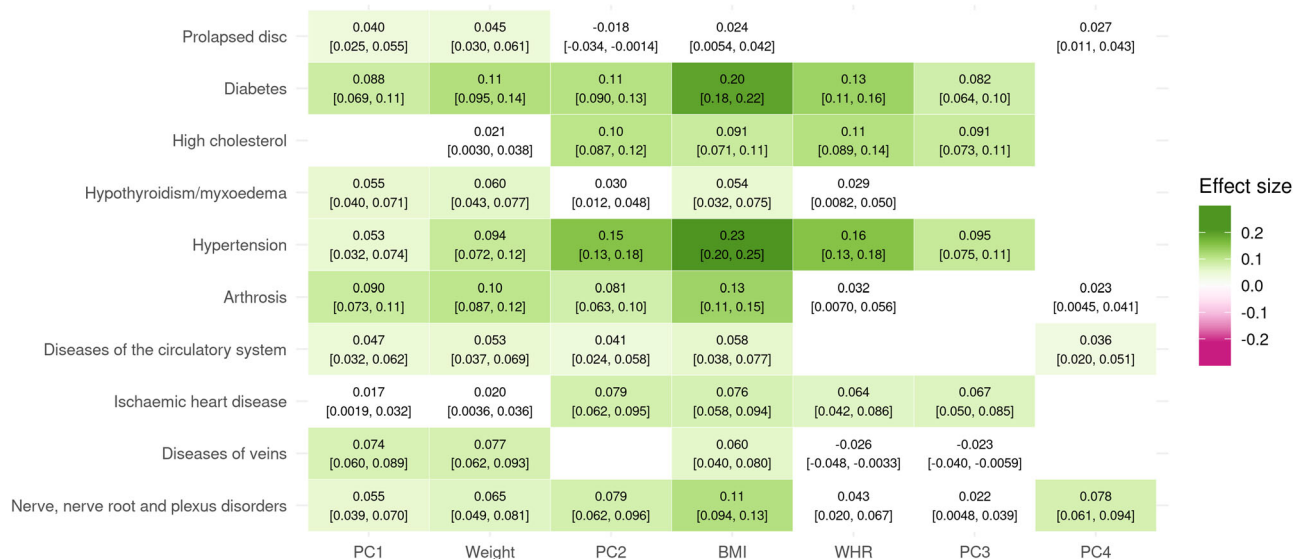 0.040 0.045 -0.018 0.024 0.027
Prolapsed disc
[0.025, 0.055] [0.030, 0.061] [-0.034, -0.0014] [0.0054, 0.042] [0.011, 0.043]
0.088 0.11 0.11 0.20 0.13 0.082
Diabetes
[0.069, 0.11] [0.095, 0.14] [0.090, 0.13] [0.18, 0.22] [0.11, 0.16] [0.064, 0.10]
0.021 0.10 0.091 0.11 0.091
High cholesterol
[0.0030, 0.038] [0.087, 0.12] [0.071, 0.11] [0.089, 0.14] [0.073, 0.11]
0.055 0.060 0.030 0.054 0.029
Hypothyroidism/myxoedema
[0.040, 0.071] [0.043, 0.077] [0.012, 0.048] [0.032, 0.075] [0.0082, 0.050]
0.053 0.094 0.15 0.23 0.16 0.095
Hypertension
[0.032, 0.074] [0.072, 0.12] [0.13, 0.18] [0.20, 0.25] [0.13, 0.18] [0.075, 0.11]
0.090 0.10 0.081 0.13 0.032 0.023
Arthrosis
[0.073, 0.11] [0.087, 0.12] [0.063, 0.10] [0.11, 0.15] [0.0070, 0.056] [0.0045, 0.041]
0.047 0.053 0.041 0.058 0.036
Diseases of the circulatory system
[0.032, 0.062] [0.037, 0.069] [0.024, 0.058] [0.038, 0.077] [0.020, 0.051]
0.017 0.020 0.079 0.076 0.064 0.067
Ischaemic heart disease
[0.0019, 0.032] [0.0036, 0.036] [0.062, 0.095] [0.058, 0.094] [0.042, 0.086] [0.050, 0.085]
0.074 0.077 0.060 -0.026 -0.023
Diseases of veins
[0.060, 0.089] [0.062, 0.093] [0.040, 0.080] [-0.048, -0.0033] [-0.040, -0.0059]
0.055 0.065 0.079 0.11 0.043 0.022 0.078
Nerve, nerve root and plexus disorders
[0.039, 0.070] [0.049, 0.081] [0.062, 0.096] [0.094, 0.13] [0.020, 0.067] [0.0048, 0.039] [0.061, 0.094]
PC1 Weight PC2 BMI WHR PC3 PC4
Effect size
0.2
0.1
0.0
-0.1
-0.2